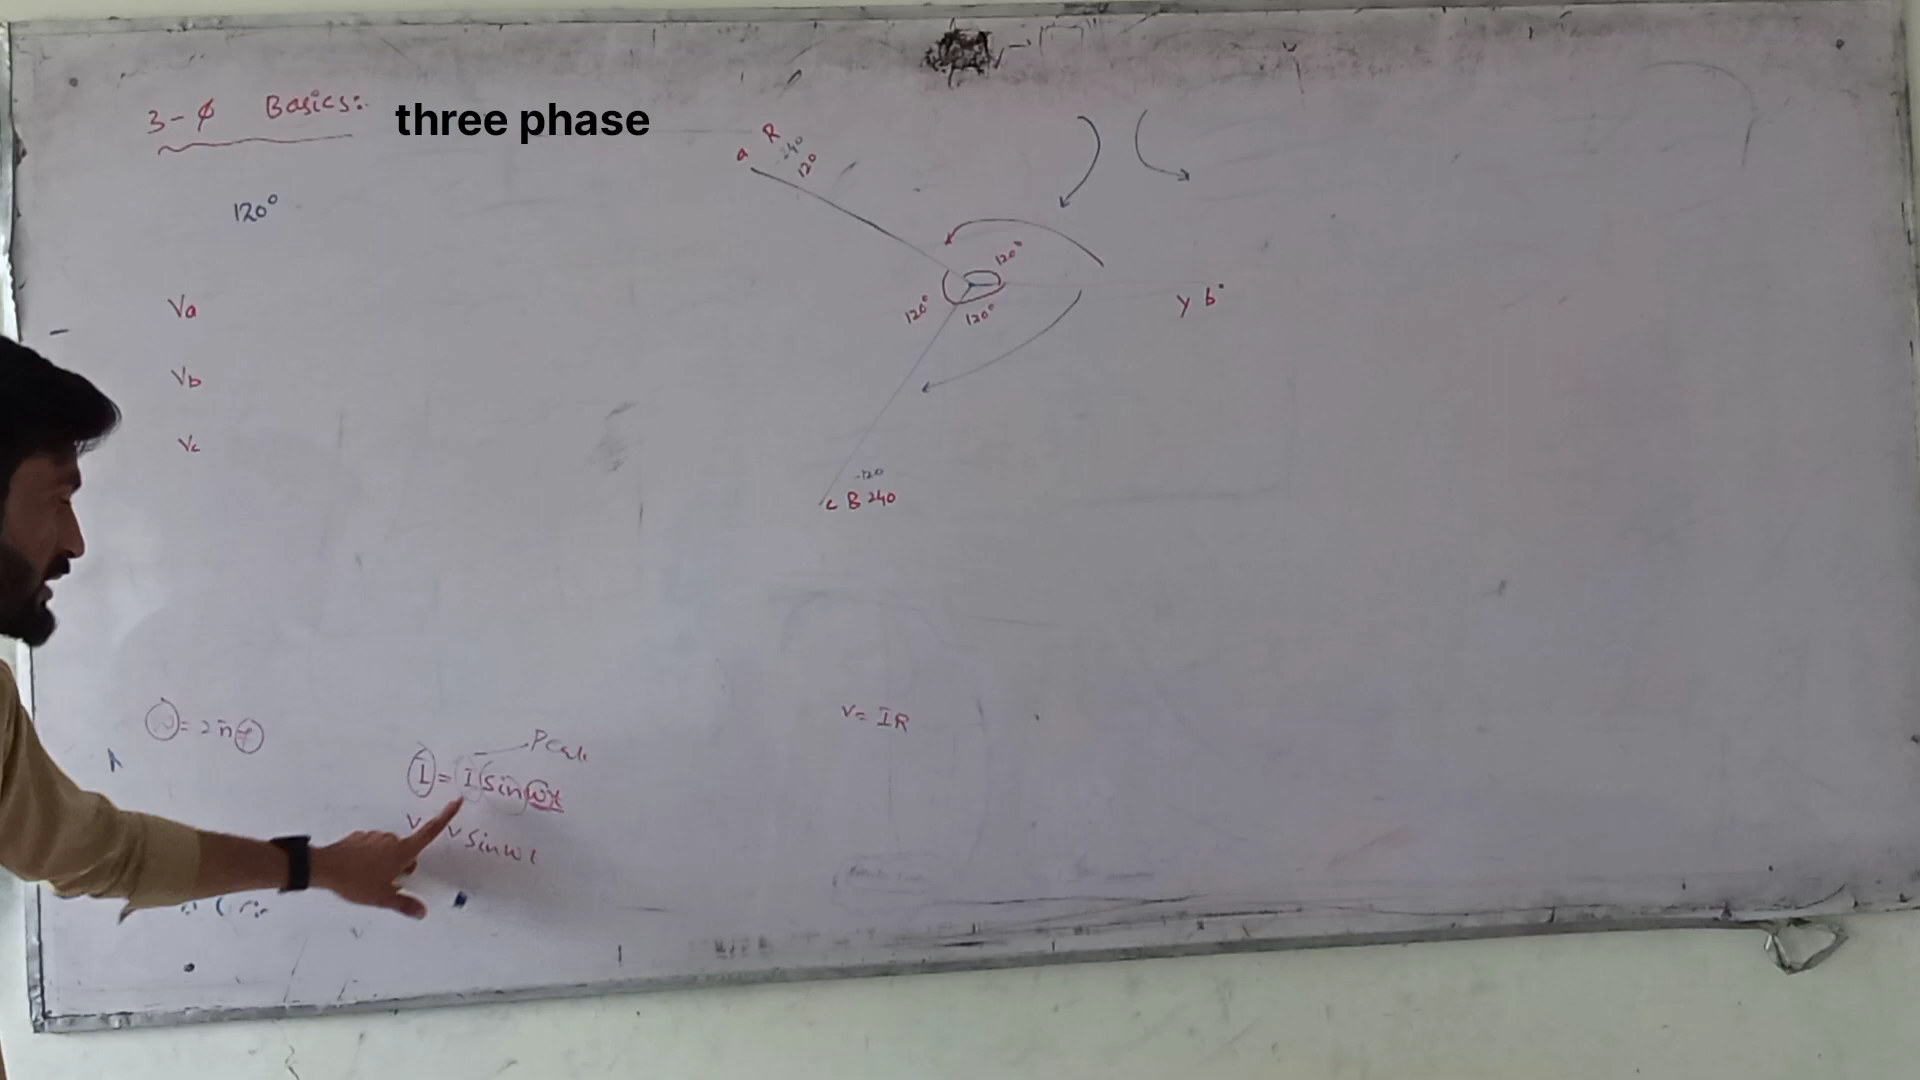 3-ϕ Basics:
three phase
120°
Va
Vb
Vc
a R
-240
120
120°
120°
120°
Y b
-120
c B 240
ω = 2πf
Peak
i = I Sin ωt
V V Sin ωt
V = IR